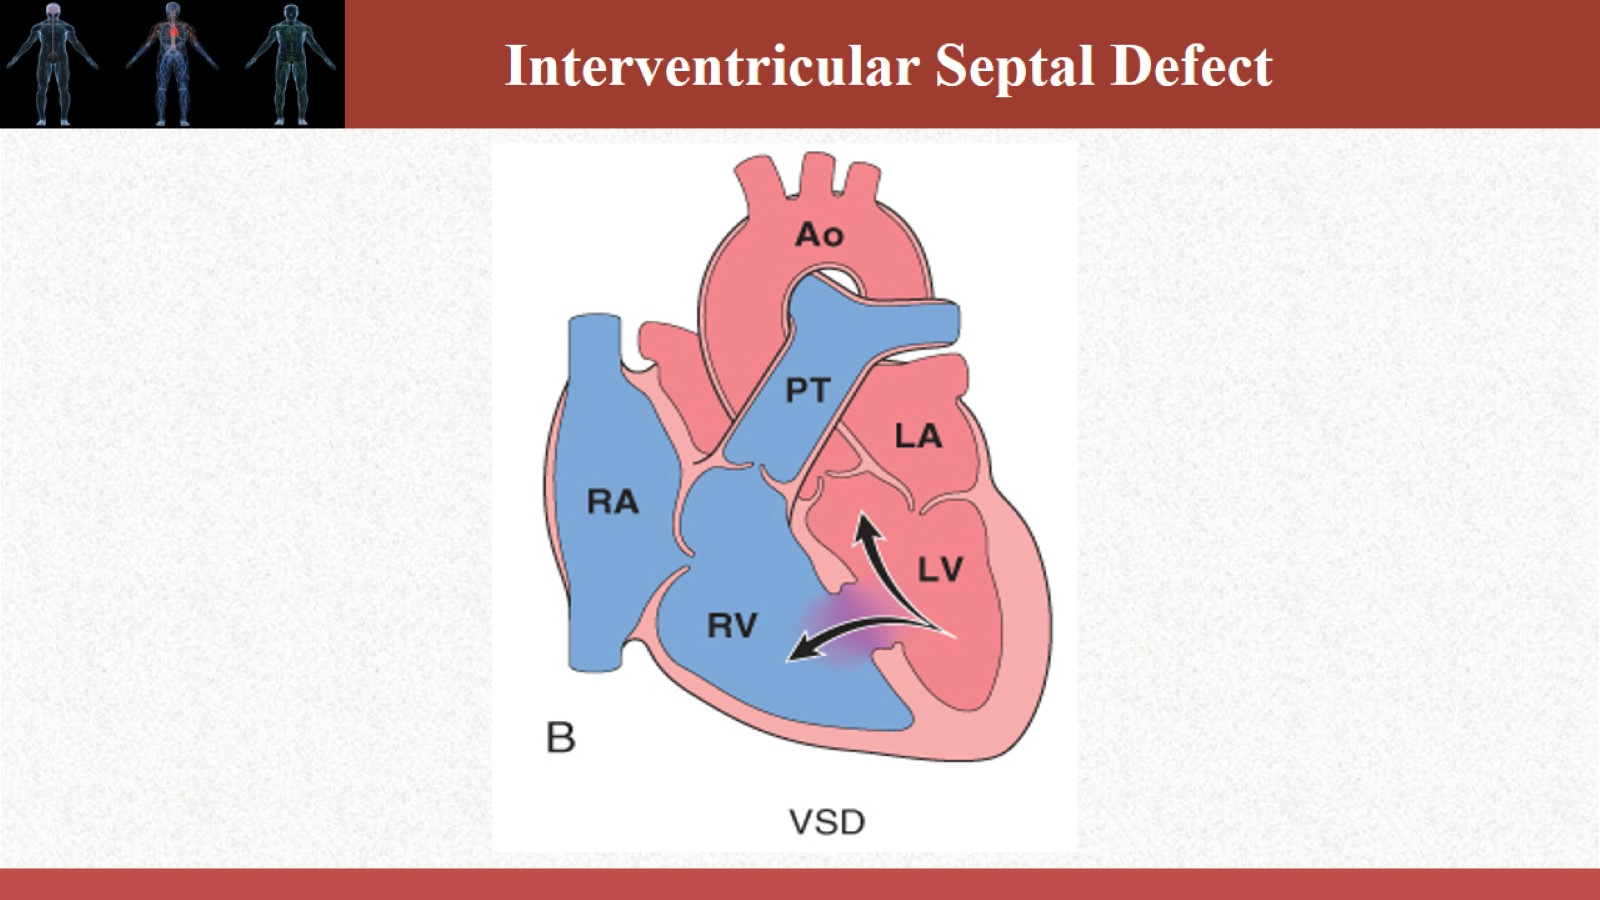 Interventricular Septal Defect
Ao
PT
LA
RA
LV
RV
B
VSD